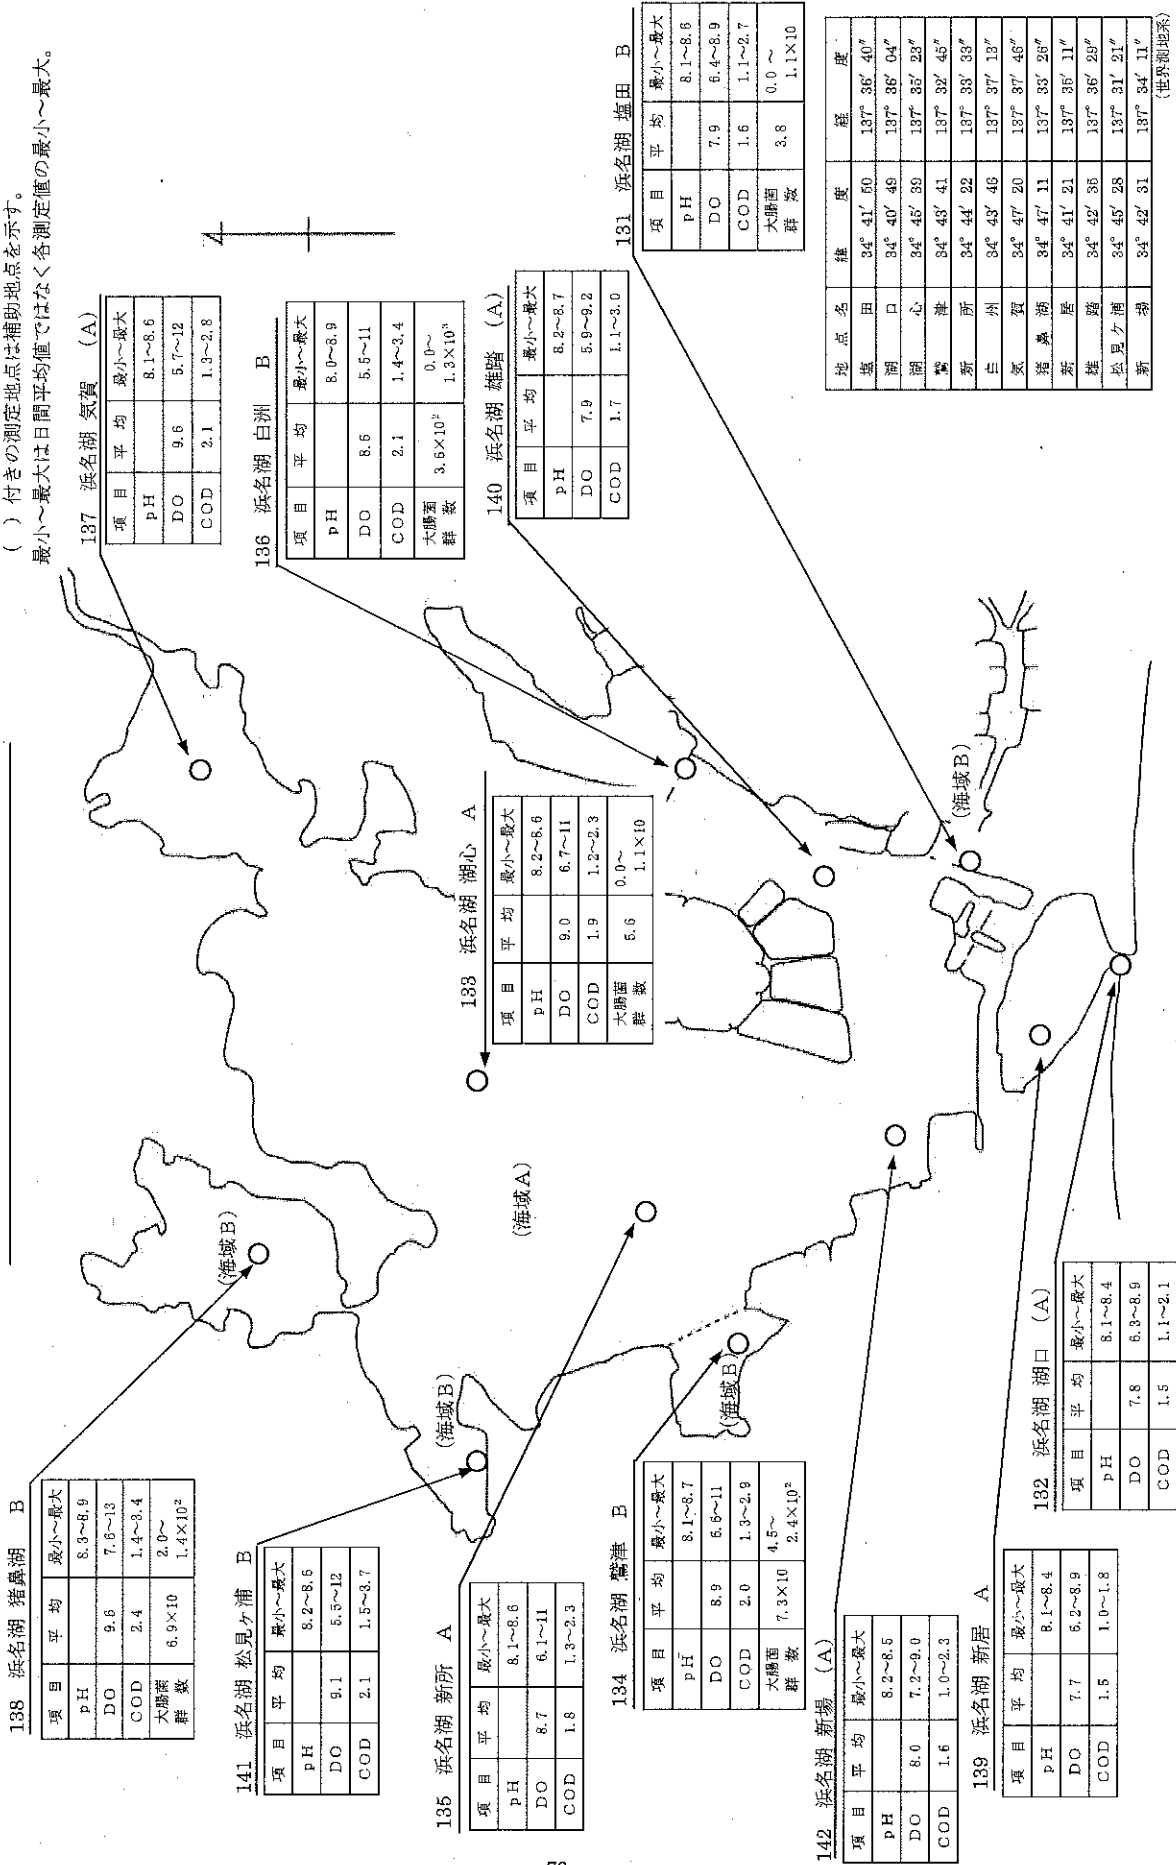 ( ) 付きの測定地点は補助地点を示す。
最小～最大は日間平均値ではなく各測定値の最小～最大。
138 浜名湖 猪鼻湖 B
項 目 平 均 最小～最大
pH 8.3～8.9
DO 9.6 7.6～13
COD 2.4 1.4～3.4
大腸菌群数 6.9×10 2.0～1.4×10²
141 浜名湖 松見ヶ浦 B
項 目 平 均 最小～最大
pH 8.2～8.6
DO 9.1 5.5～12
COD 2.1 1.5～3.7
135 浜名湖 新所 A
項 目 平 均 最小～最大
pH 8.1～8.6
DO 8.7 6.1～11
COD 1.8 1.3～2.3
134 浜名湖 鷲津 B
項 目 平 均 最小～最大
pH 8.1～8.7
DO 8.9 6.6～11
COD 2.0 1.3～2.9
大腸菌群数 7.3×10 4.5～2.4×10²
142 浜名湖 新場 (A)
項 目 平 均 最小～最大
pH 8.2～8.5
DO 8.0 7.2～9.0
COD 1.6 1.0～2.3
139 浜名湖 新居 A
項 目 平 均 最小～最大
pH 8.1～8.4
DO 7.7 6.2～8.9
COD 1.5 1.0～1.8
132 浜名湖 湖口 (A)
項 目 平 均 最小～最大
pH 8.1～8.4
DO 7.8 6.3～8.9
COD 1.5 1.1～2.1
133 浜名湖 湖心 A
項 目 平 均 最小～最大
pH 8.2～8.6
DO 9.0 6.7～11
COD 1.9 1.2～2.3
大腸菌群数 5.6 0.0～1.1×10
137 浜名湖 気賀 (A)
項 目 平 均 最小～最大
pH 8.1～8.6
DO 9.6 5.7～12
COD 2.1 1.3～2.8
136 浜名湖 白洲 B
項 目 平 均 最小～最大
pH 8.0～8.9
DO 8.6 5.5～11
COD 2.1 1.4～3.4
大腸菌群数 3.6×10² 0.0～1.3×10³
140 浜名湖 雄踏 (A)
項 目 平 均 最小～最大
pH 8.2～8.7
DO 7.9 5.9～9.2
COD 1.7 1.1～3.0
131 浜名湖 塩田 B
項 目 平 均 最小～最大
pH 8.1～8.6
DO 7.9 6.4～8.9
COD 1.6 1.1～2.7
大腸菌群数 3.8 0.0～1.1×10
(海域B)
(海域B)
(海域A)
(海域B)
(海域B)
地 点 名 緯 度 経 度
塩 田 34° 41′ 50 137° 36′ 40″
湖 口 34° 40′ 49 137° 36′ 04″
湖 心 34° 45′ 39 137° 35′ 23″
鷲 津 34° 43′ 41 137° 32′ 45″
新 所 34° 44′ 22 137° 33′ 33″
白 州 34° 43′ 46 137° 37′ 13″
気 賀 34° 47′ 20 137° 37′ 46″
猪 鼻 湖 34° 47′ 11 137° 33′ 26″
新 居 34° 41′ 21 137° 35′ 11″
雄 踏 34° 42′ 35 137° 36′ 29″
松見ケ浦 34° 45′ 28 137° 31′ 21″
新 場 34° 42′ 31 137° 34′ 11″
(世界測地系)